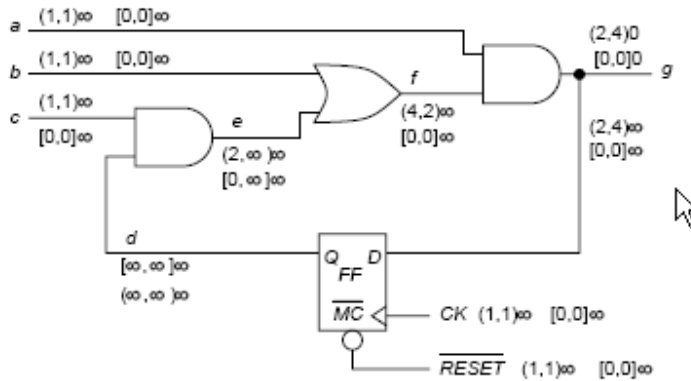 a (1,1)∞ [0,0]∞
(2,4)0
[0,0]0
g
b (1,1)∞ [0,0]∞
f
(4,2)∞
[0,0]∞
c (1,1)∞
[0,0]∞
e
(2,∞)∞
[0,∞]∞
(2,4)∞
[0,0]∞
d
[∞,∞]∞
(∞,∞)∞
Q D
FF
MC
CK (1,1)∞ [0,0]∞
RESET (1,1)∞ [0,0]∞